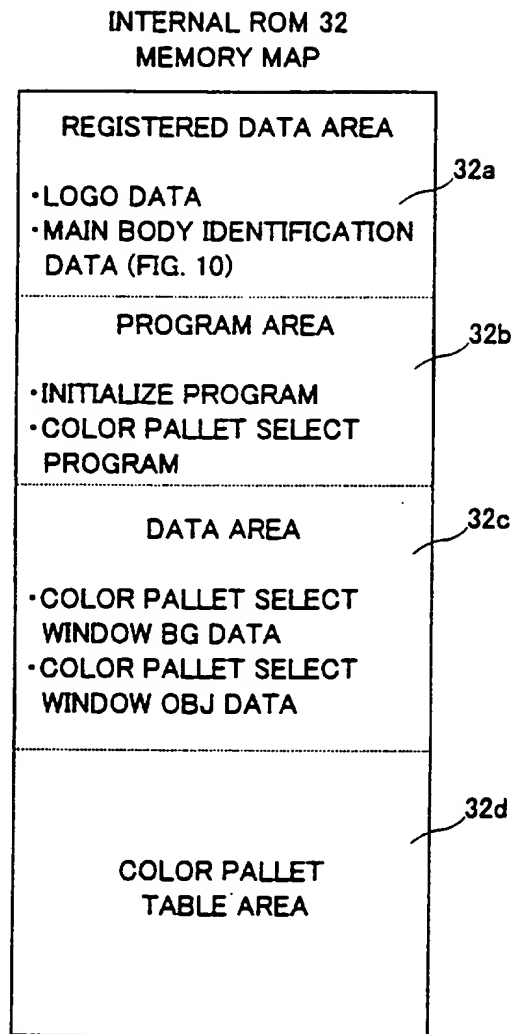 INTERNAL ROM 32
MEMORY MAP
REGISTERED DATA AREA
32a
·LOGO DATA
·MAIN BODY IDENTIFICATION
DATA (FIG. 10)
PROGRAM AREA
32b
·INITIALIZE PROGRAM
·COLOR PALLET SELECT
PROGRAM
DATA AREA
32c
·COLOR PALLET SELECT
WINDOW BG DATA
·COLOR PALLET SELECT
WINDOW OBJ DATA
32d
COLOR PALLET
TABLE AREA